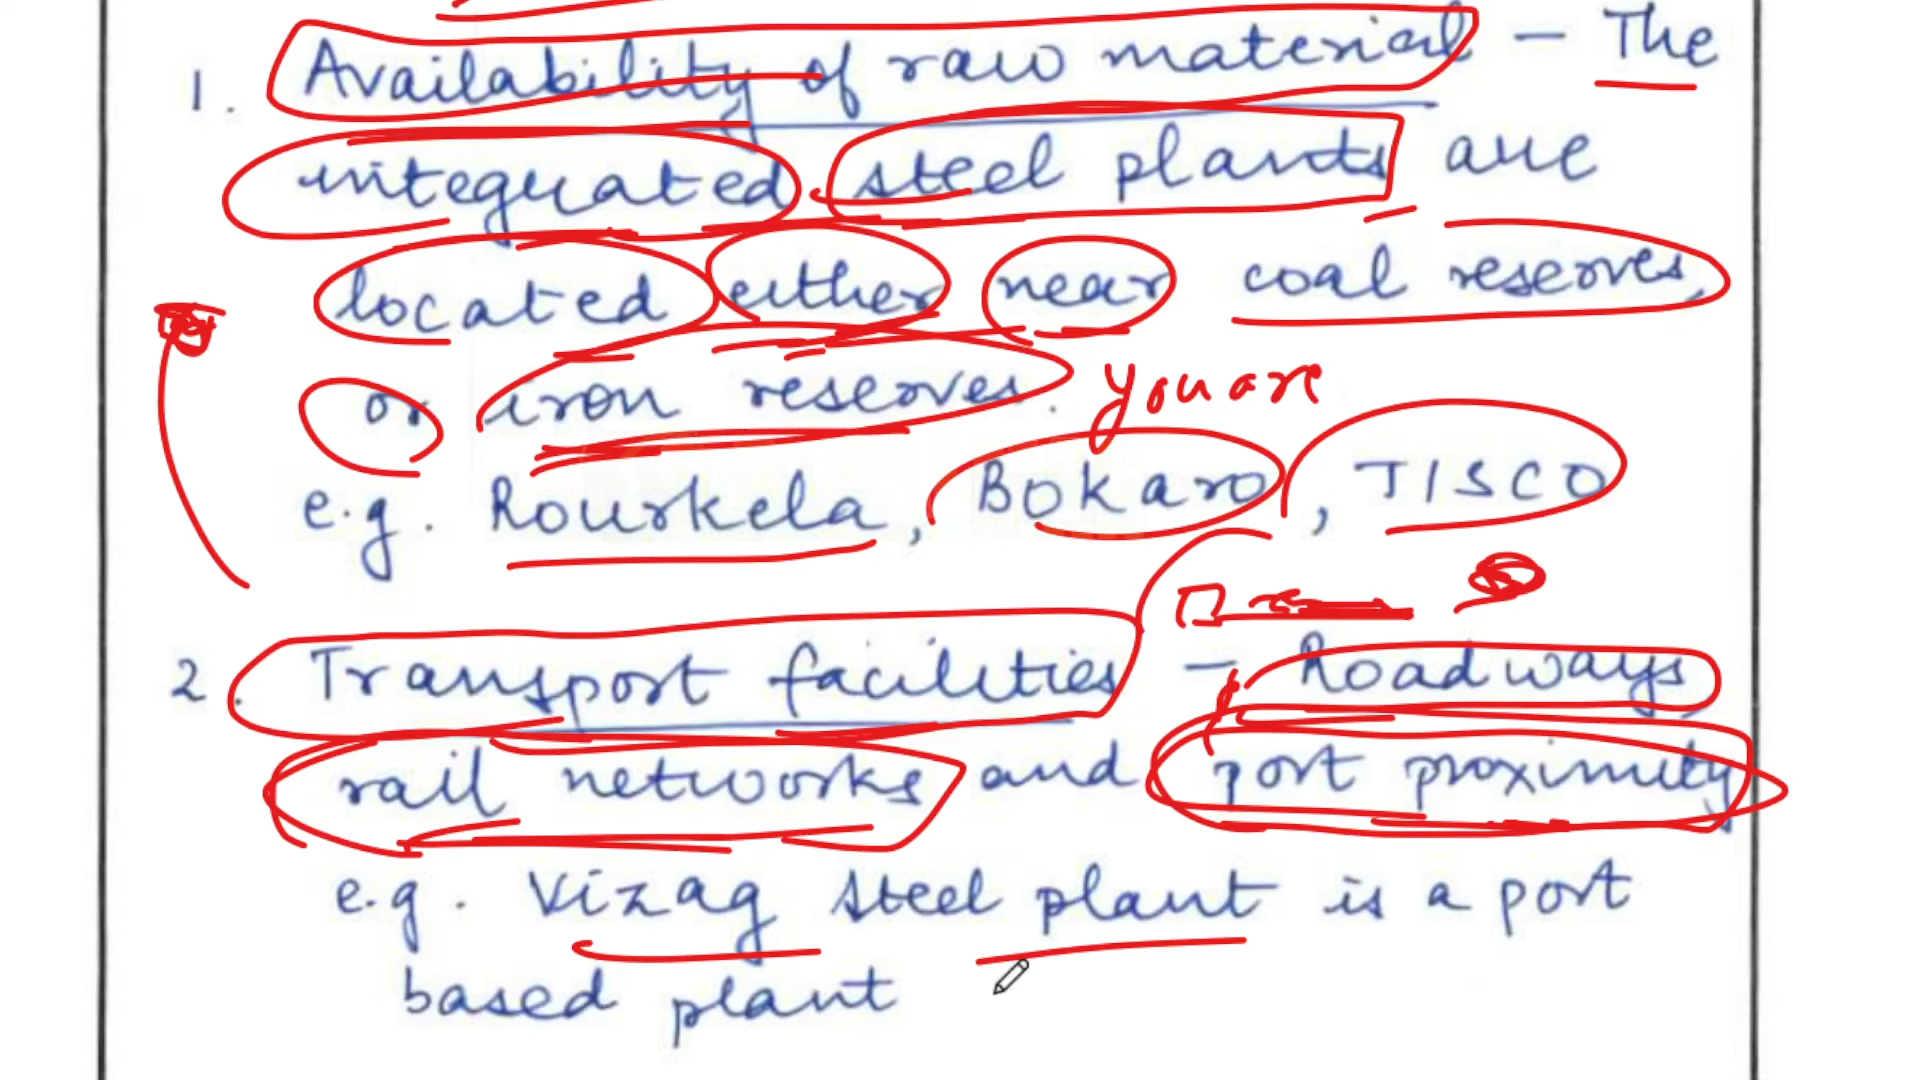 1. Availability of raw material - The
integrated steel plants are
located either near coal reserves,
or iron reserves.
you are
e.g. Rourkela, Bokaro, TISCO
2. Transport facilities - Roadways
rail networks and port proximity
e.g. Vizag steel plant is a port
based plant